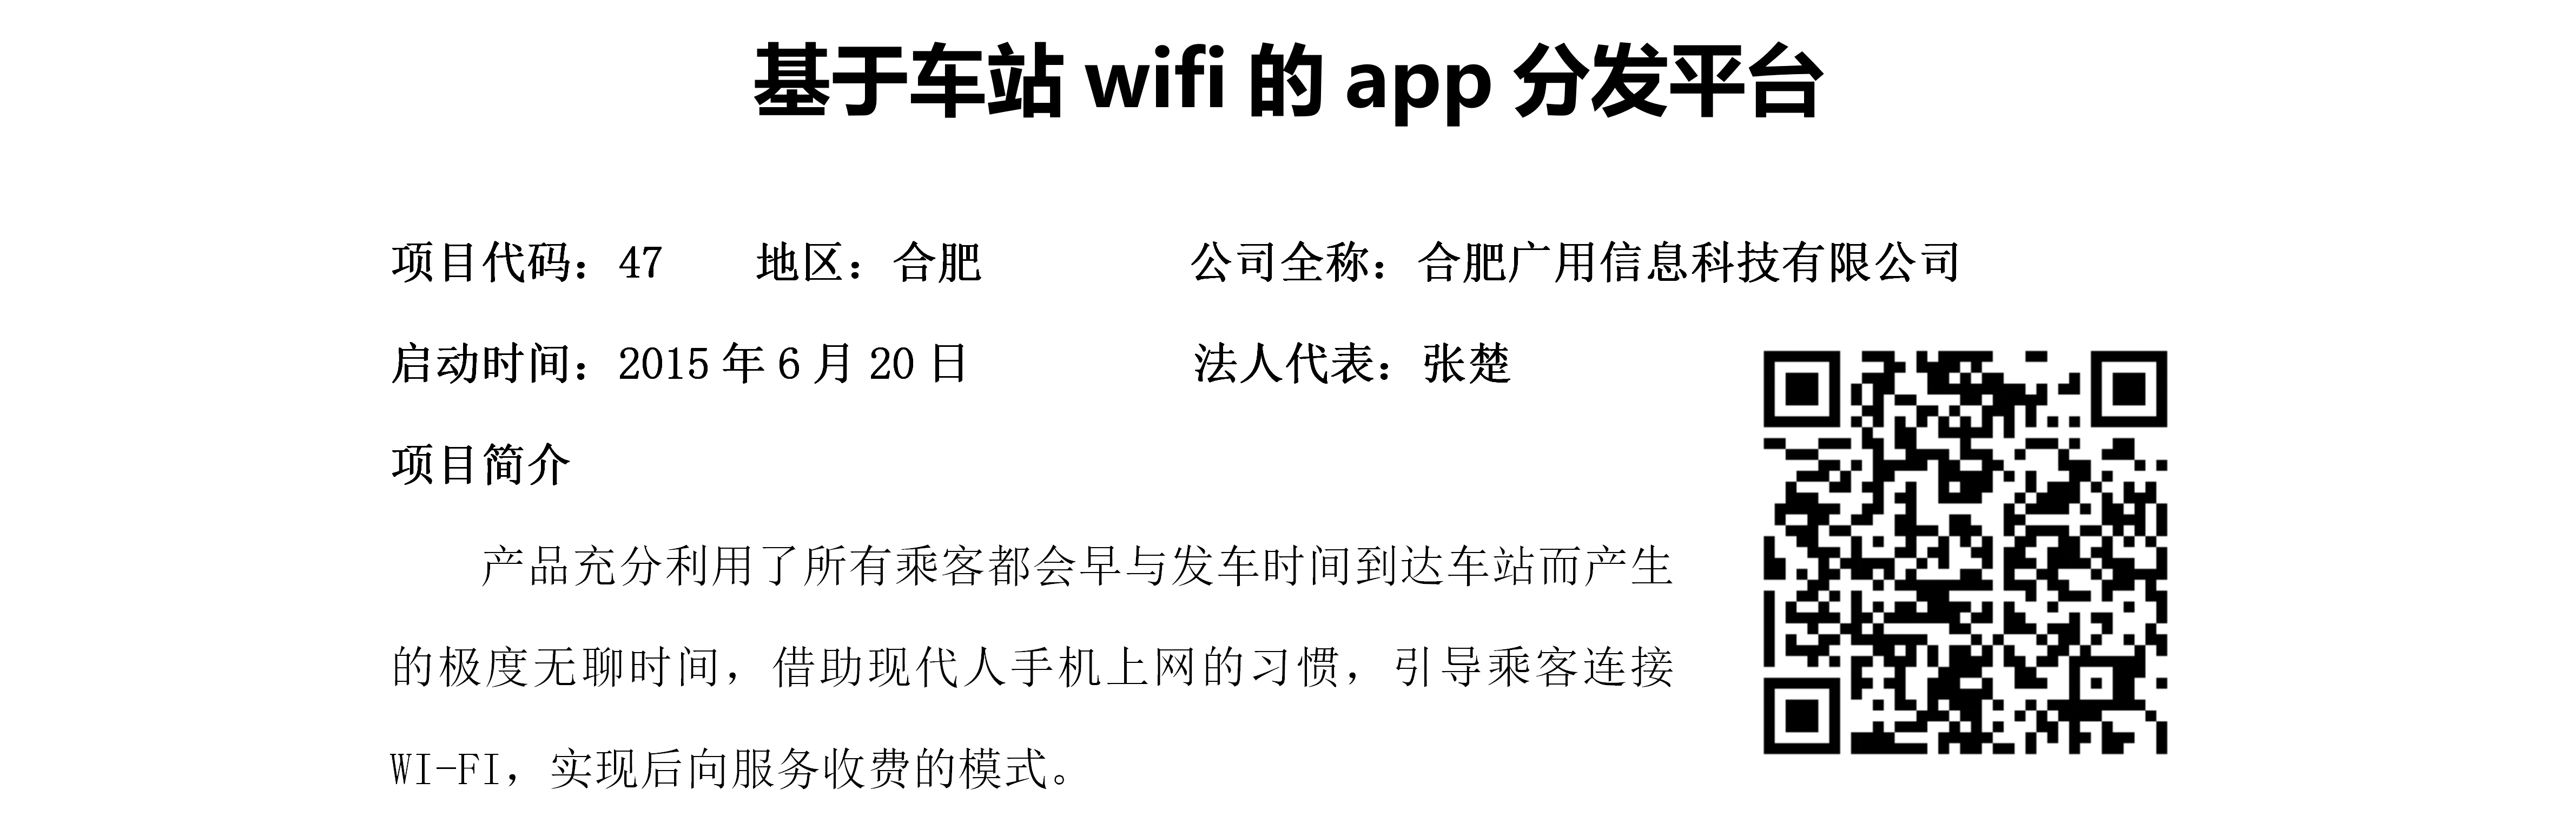 基于车站 wifi 的 app 分发平台
项目代码：47 地区：合肥 公司全称：合肥广用信息科技有限公司
启动时间：2015 年 6 月 20 日 法人代表：张楚
项目简介
产品充分利用了所有乘客都会早与发车时间到达车站而产生
的极度无聊时间，借助现代人手机上网的习惯，引导乘客连接
WI-FI，实现后向服务收费的模式。